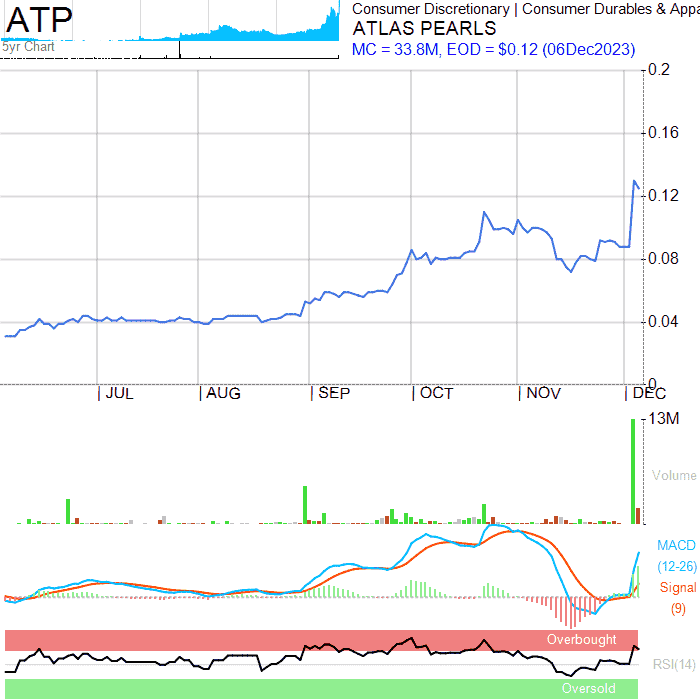 ATP
5yr Chart
Consumer Discretionary | Consumer Durables & Appa
ATLAS PEARLS
MC = 33.8M, EOD = $0.12 (06Dec2023)
0.2
0.16
0.12
0.08
0.04
0
| JUL | AUG | SEP | OCT | NOV | DEC
13M
Volume
MACD
(12-26)
Signal
(9)
Overbought
RSI(14)
Oversold